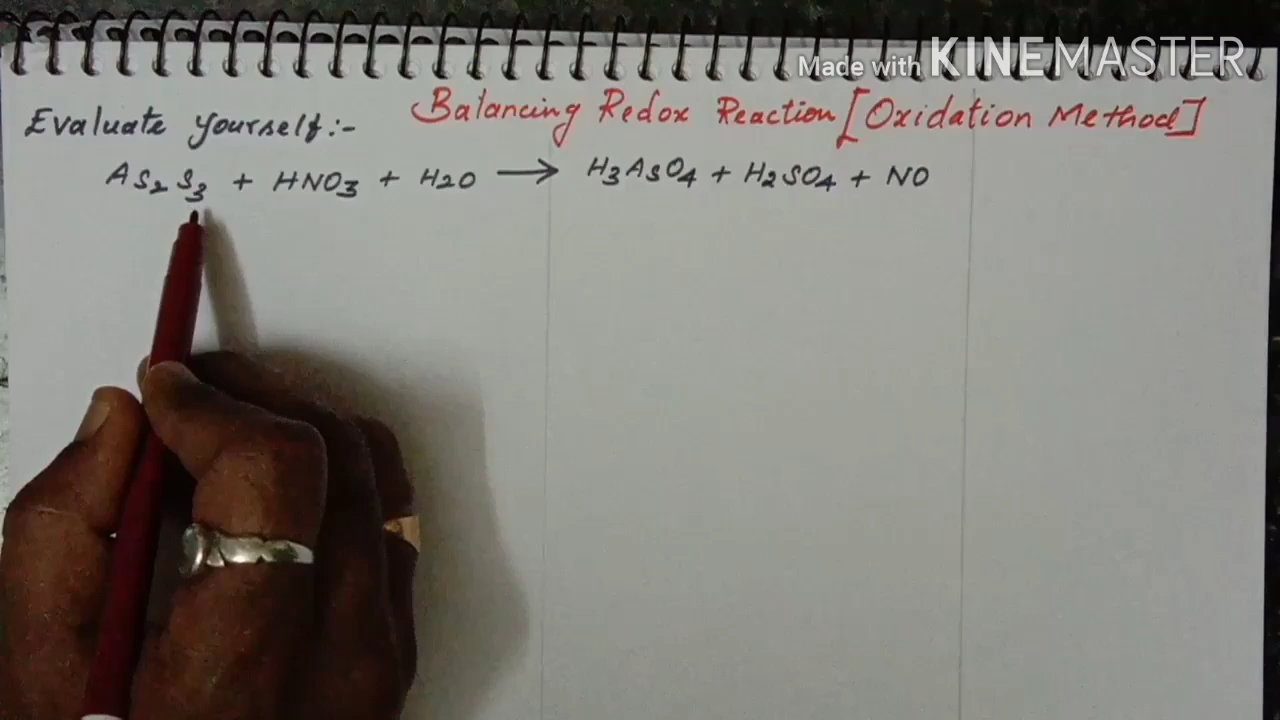 Made with KINEMASTER
Balancing Redox Reaction [Oxidation Method]
Evaluate yourself:-
As₂S₃ + HNO₃ + H₂O ⟶ H₃AsO₄ + H₂SO₄ + NO